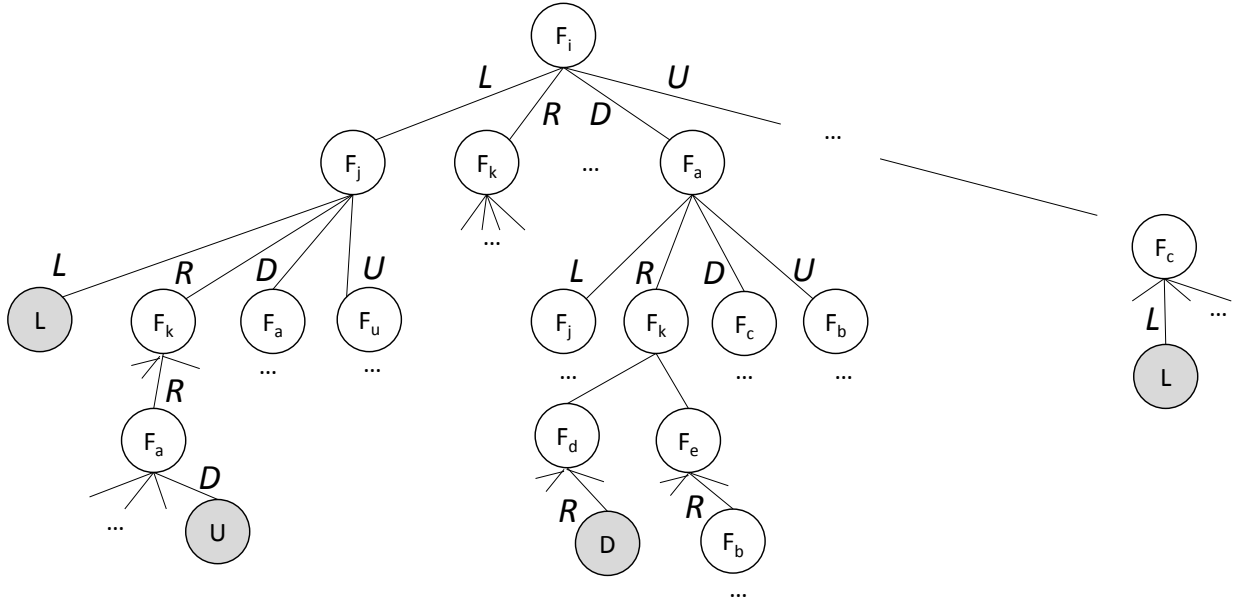 F_i
L R D U
...
F_j F_k ... F_a
F_c
...
L R D U
L R D U
L
...
L F_k F_a F_u
F_j F_k F_c F_b
L
... ...
... ... ...
R
F_a
F_d F_e
D
R R
...
U
D F_b
...